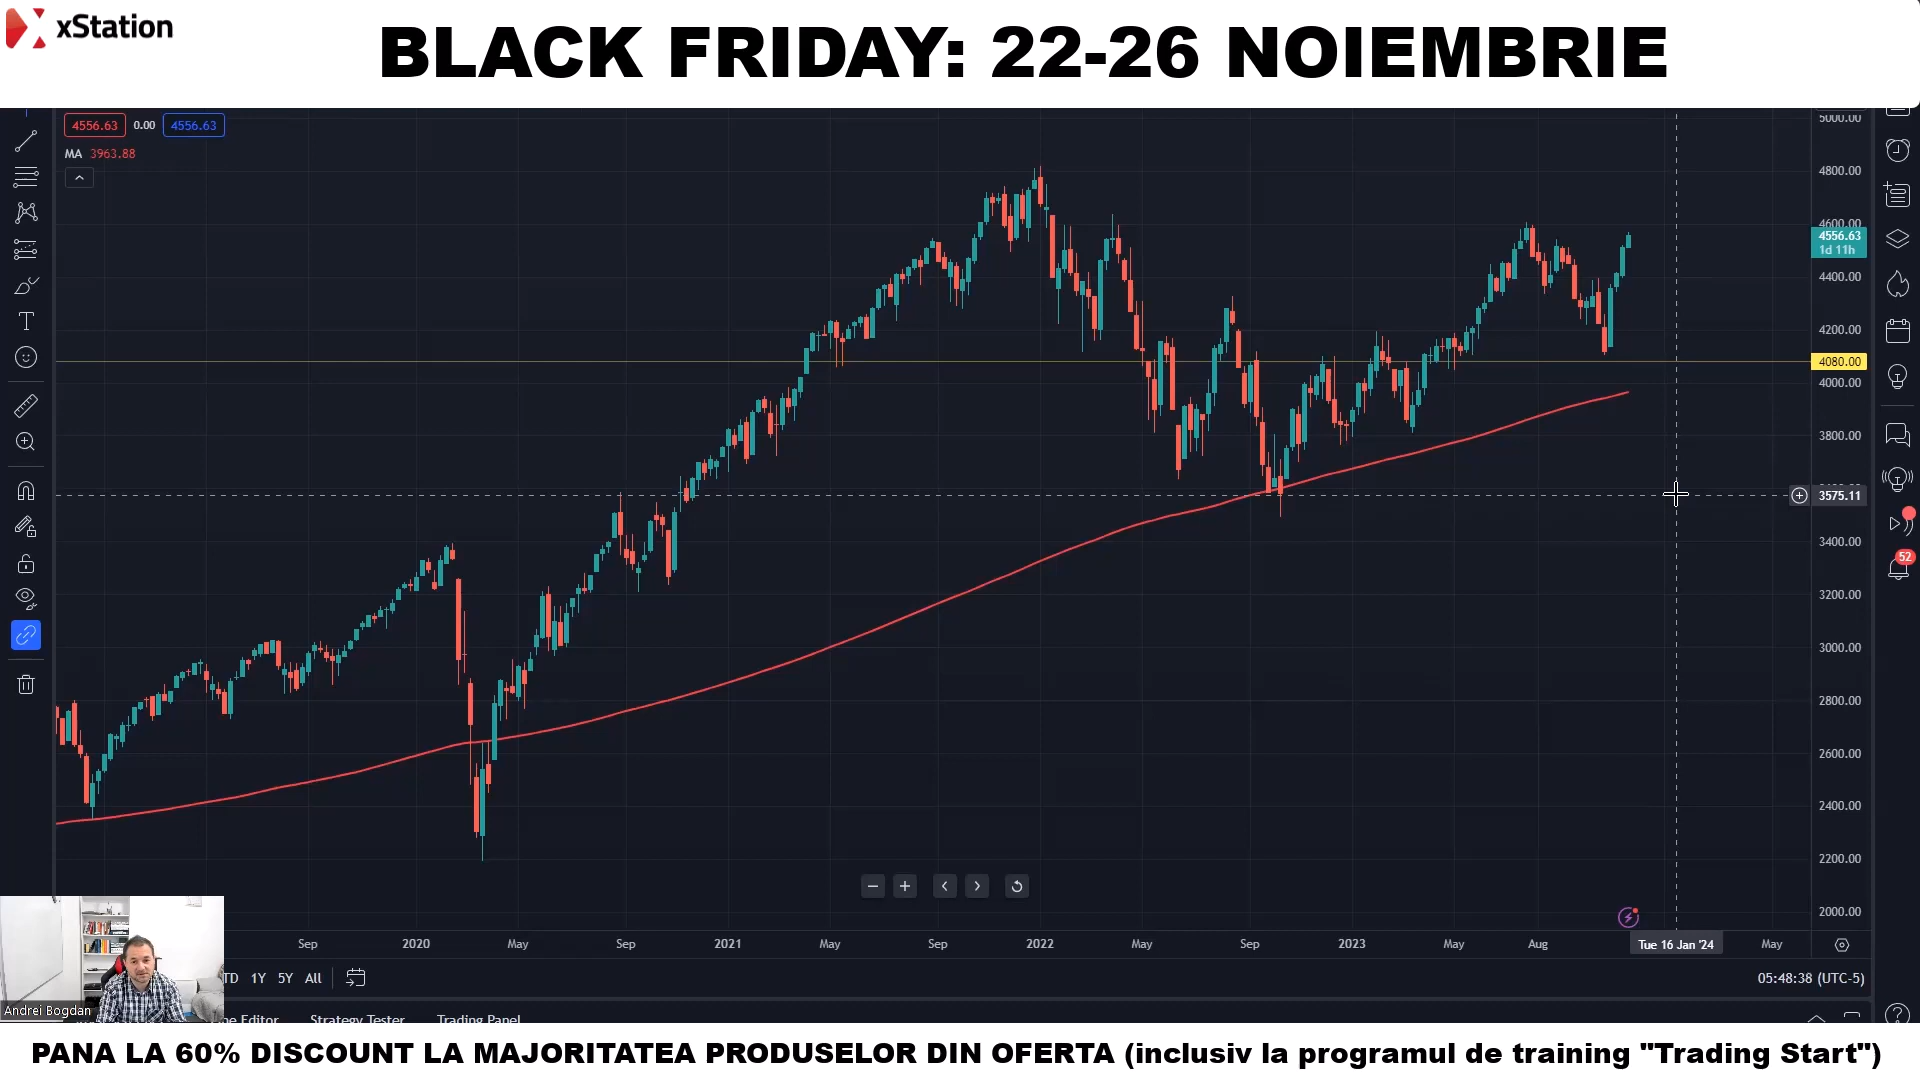 xStation
BLACK FRIDAY: 22-26 NOIEMBRIE
4556.63 0.00 4556.63
MA 3963.88
5000.00
4800.00
4600.00
4556.63
1d 11h
4400.00
4200.00
4080.00
4000.00
3800.00
3575.11
3400.00
3200.00
3000.00
2800.00
2600.00
2400.00
2200.00
2000.00
52
Sep 2020 May Sep 2021 May Sep 2022 May Sep 2023 May Aug Tue 16 Jan '24 May
TD 1Y 5Y All
05:48:38 (UTC-5)
Andrei Bogdan
Editor Strategy Tester Trading Panel
PANA LA 60% DISCOUNT LA MAJORITATEA PRODUSELOR DIN OFERTA (inclusiv la programul de training "Trading Start")